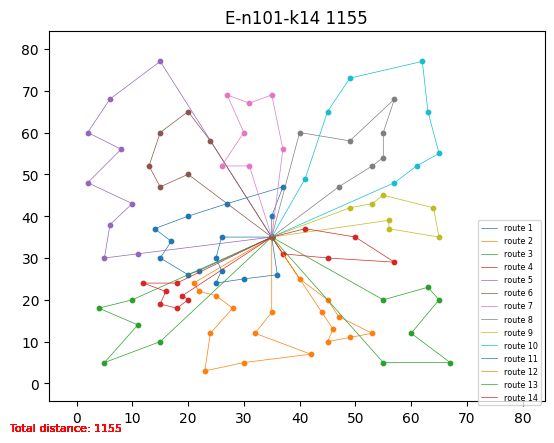 E-n101-k14 1155
80
70
60
50
40
30
20
10
0
0 10 20 30 40 50 60 70 80
route 1
route 2
route 3
route 4
route 5
route 6
route 7
route 8
route 9
route 10
route 11
route 12
route 13
route 14
Total distance: 1155